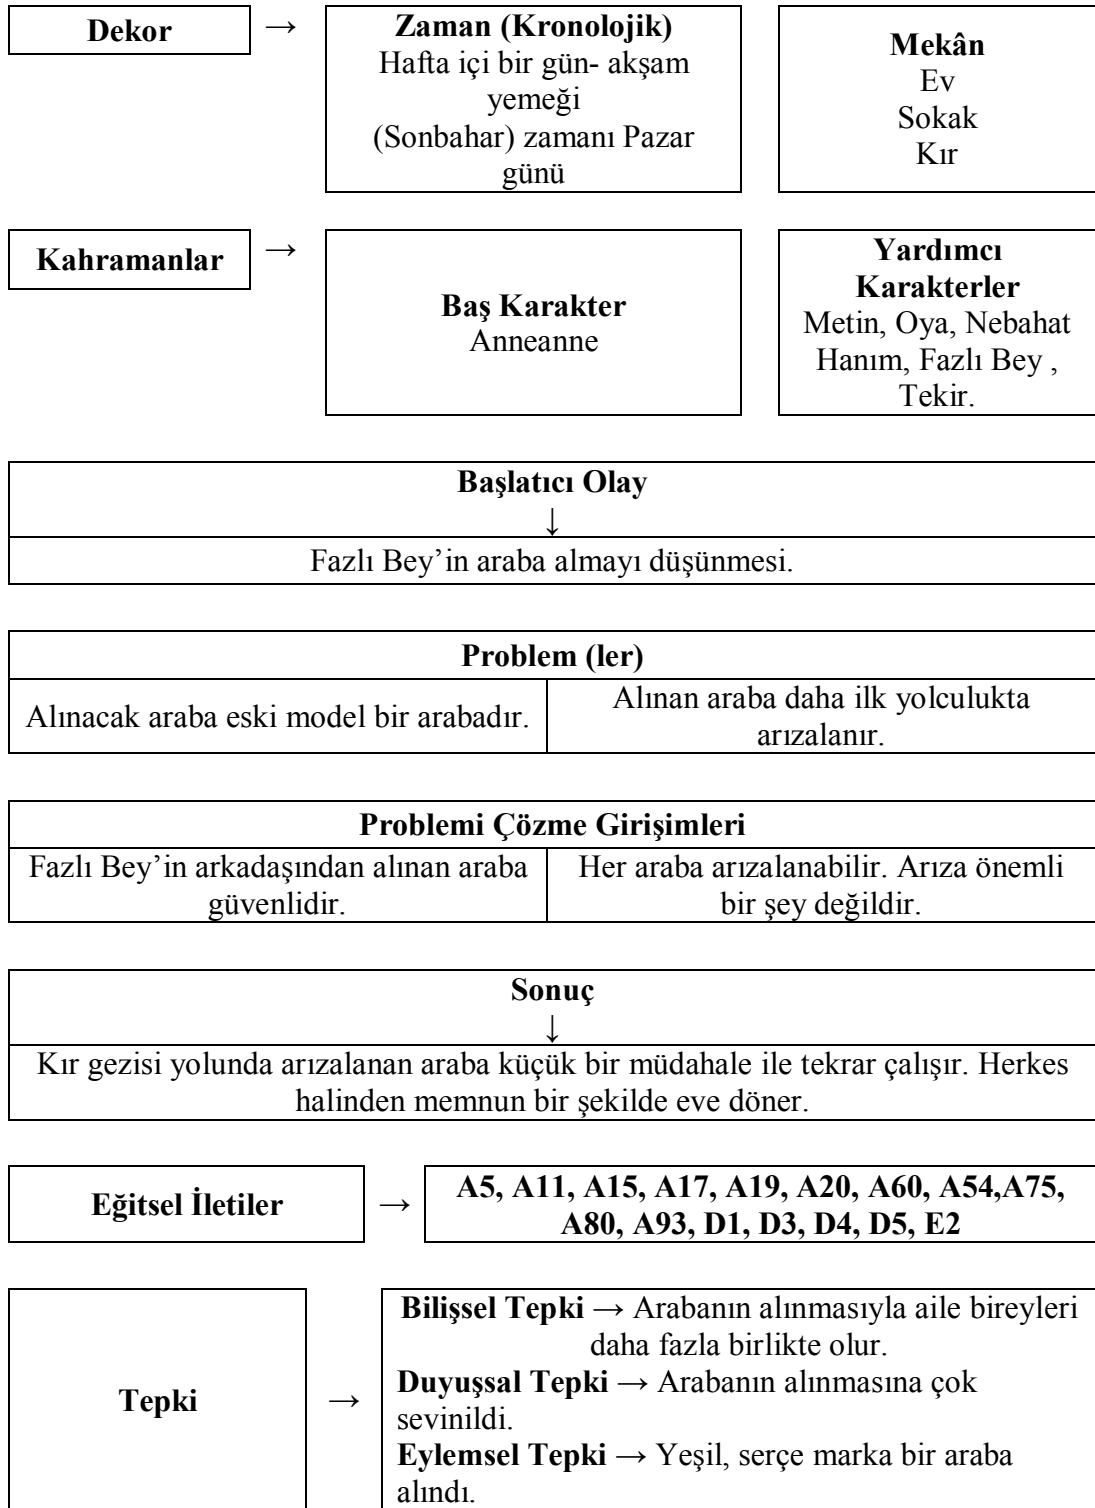 Dekor
→
Zaman (Kronolojik)
Hafta içi bir gün- akşam
yemeği
(Sonbahar) zamanı Pazar
günü
Mekân
Ev
Sokak
Kır
Kahramanlar
→
Baş Karakter
Anneanne
Yardımcı
Karakterler
Metin, Oya, Nebahat
Hanım, Fazlı Bey ,
Tekir.
Başlatıcı Olay
↓
Fazlı Bey’in araba almayı düşünmesi.
Problem (ler)
Alınacak araba eski model bir arabadır.
Alınan araba daha ilk yolculukta
arızalanır.
Problemi Çözme Girişimleri
Fazlı Bey’in arkadaşından alınan araba
güvenlidir.
Her araba arızalanabilir. Arıza önemli
bir şey değildir.
Sonuç
↓
Kır gezisi yolunda arızalanan araba küçük bir müdahale ile tekrar çalışır. Herkes
halinden memnun bir şekilde eve döner.
Eğitsel İletiler
→
A5, A11, A15, A17, A19, A20, A60, A54,A75,
A80, A93, D1, D3, D4, D5, E2
Tepki
→
Bilişsel Tepki → Arabanın alınmasıyla aile bireyleri
daha fazla birlikte olur.
Duyuşsal Tepki → Arabanın alınmasına çok
sevinildi.
Eylemsel Tepki → Yeşil, serçe marka bir araba
alındı.